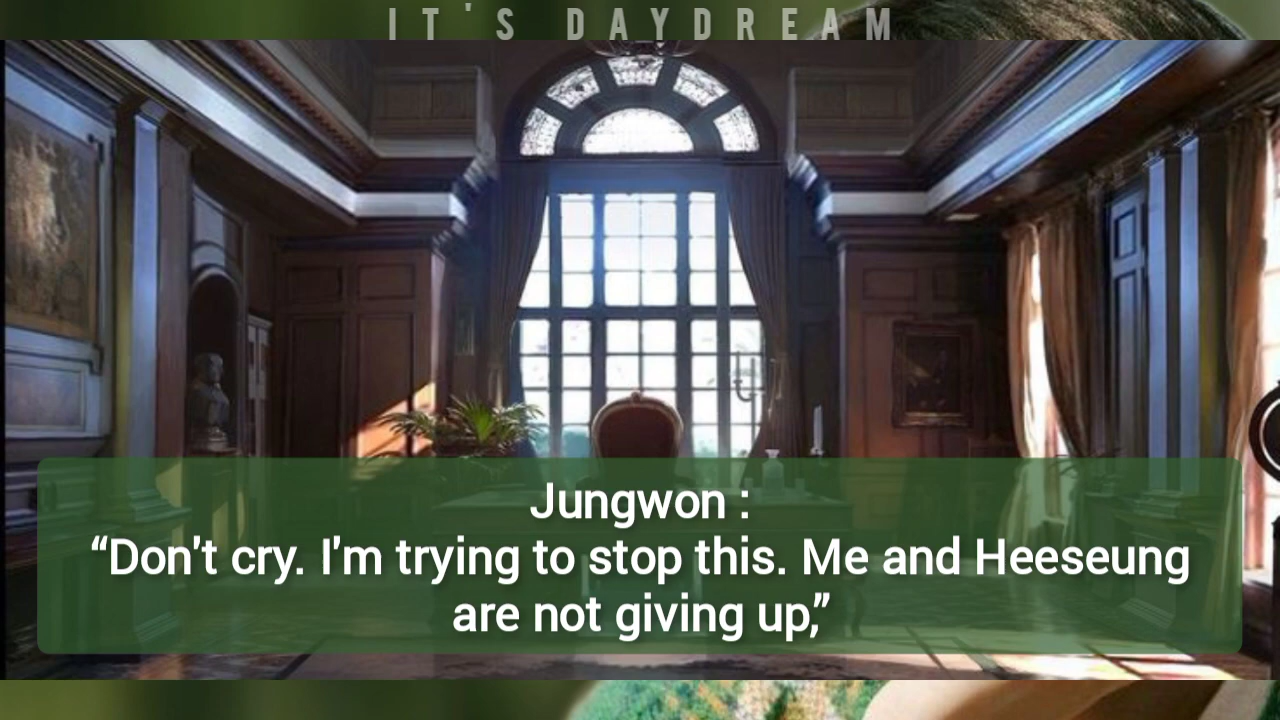 IT'S DAYDREAM
Jungwon :
“Don't cry. I'm trying to stop this. Me and Heeseung
are not giving up,”